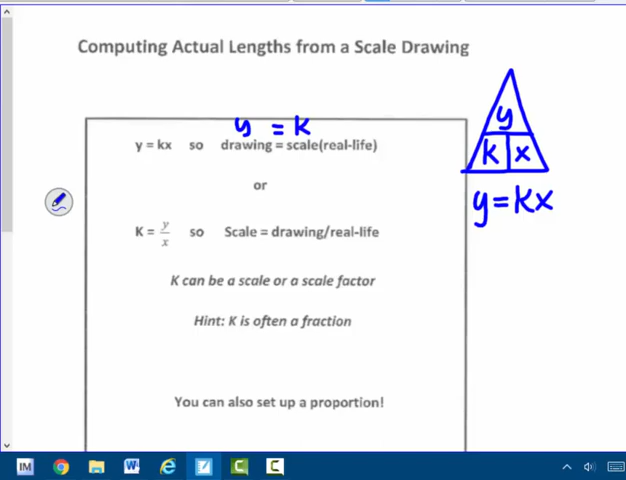 Computing Actual Lengths from a Scale Drawing
y
k x
y = kx
y = k
y = kx so drawing = scale(real-life)
or
K = y/x so Scale = drawing/real-life
K can be a scale or a scale factor
Hint: K is often a fraction
You can also set up a proportion!
IM